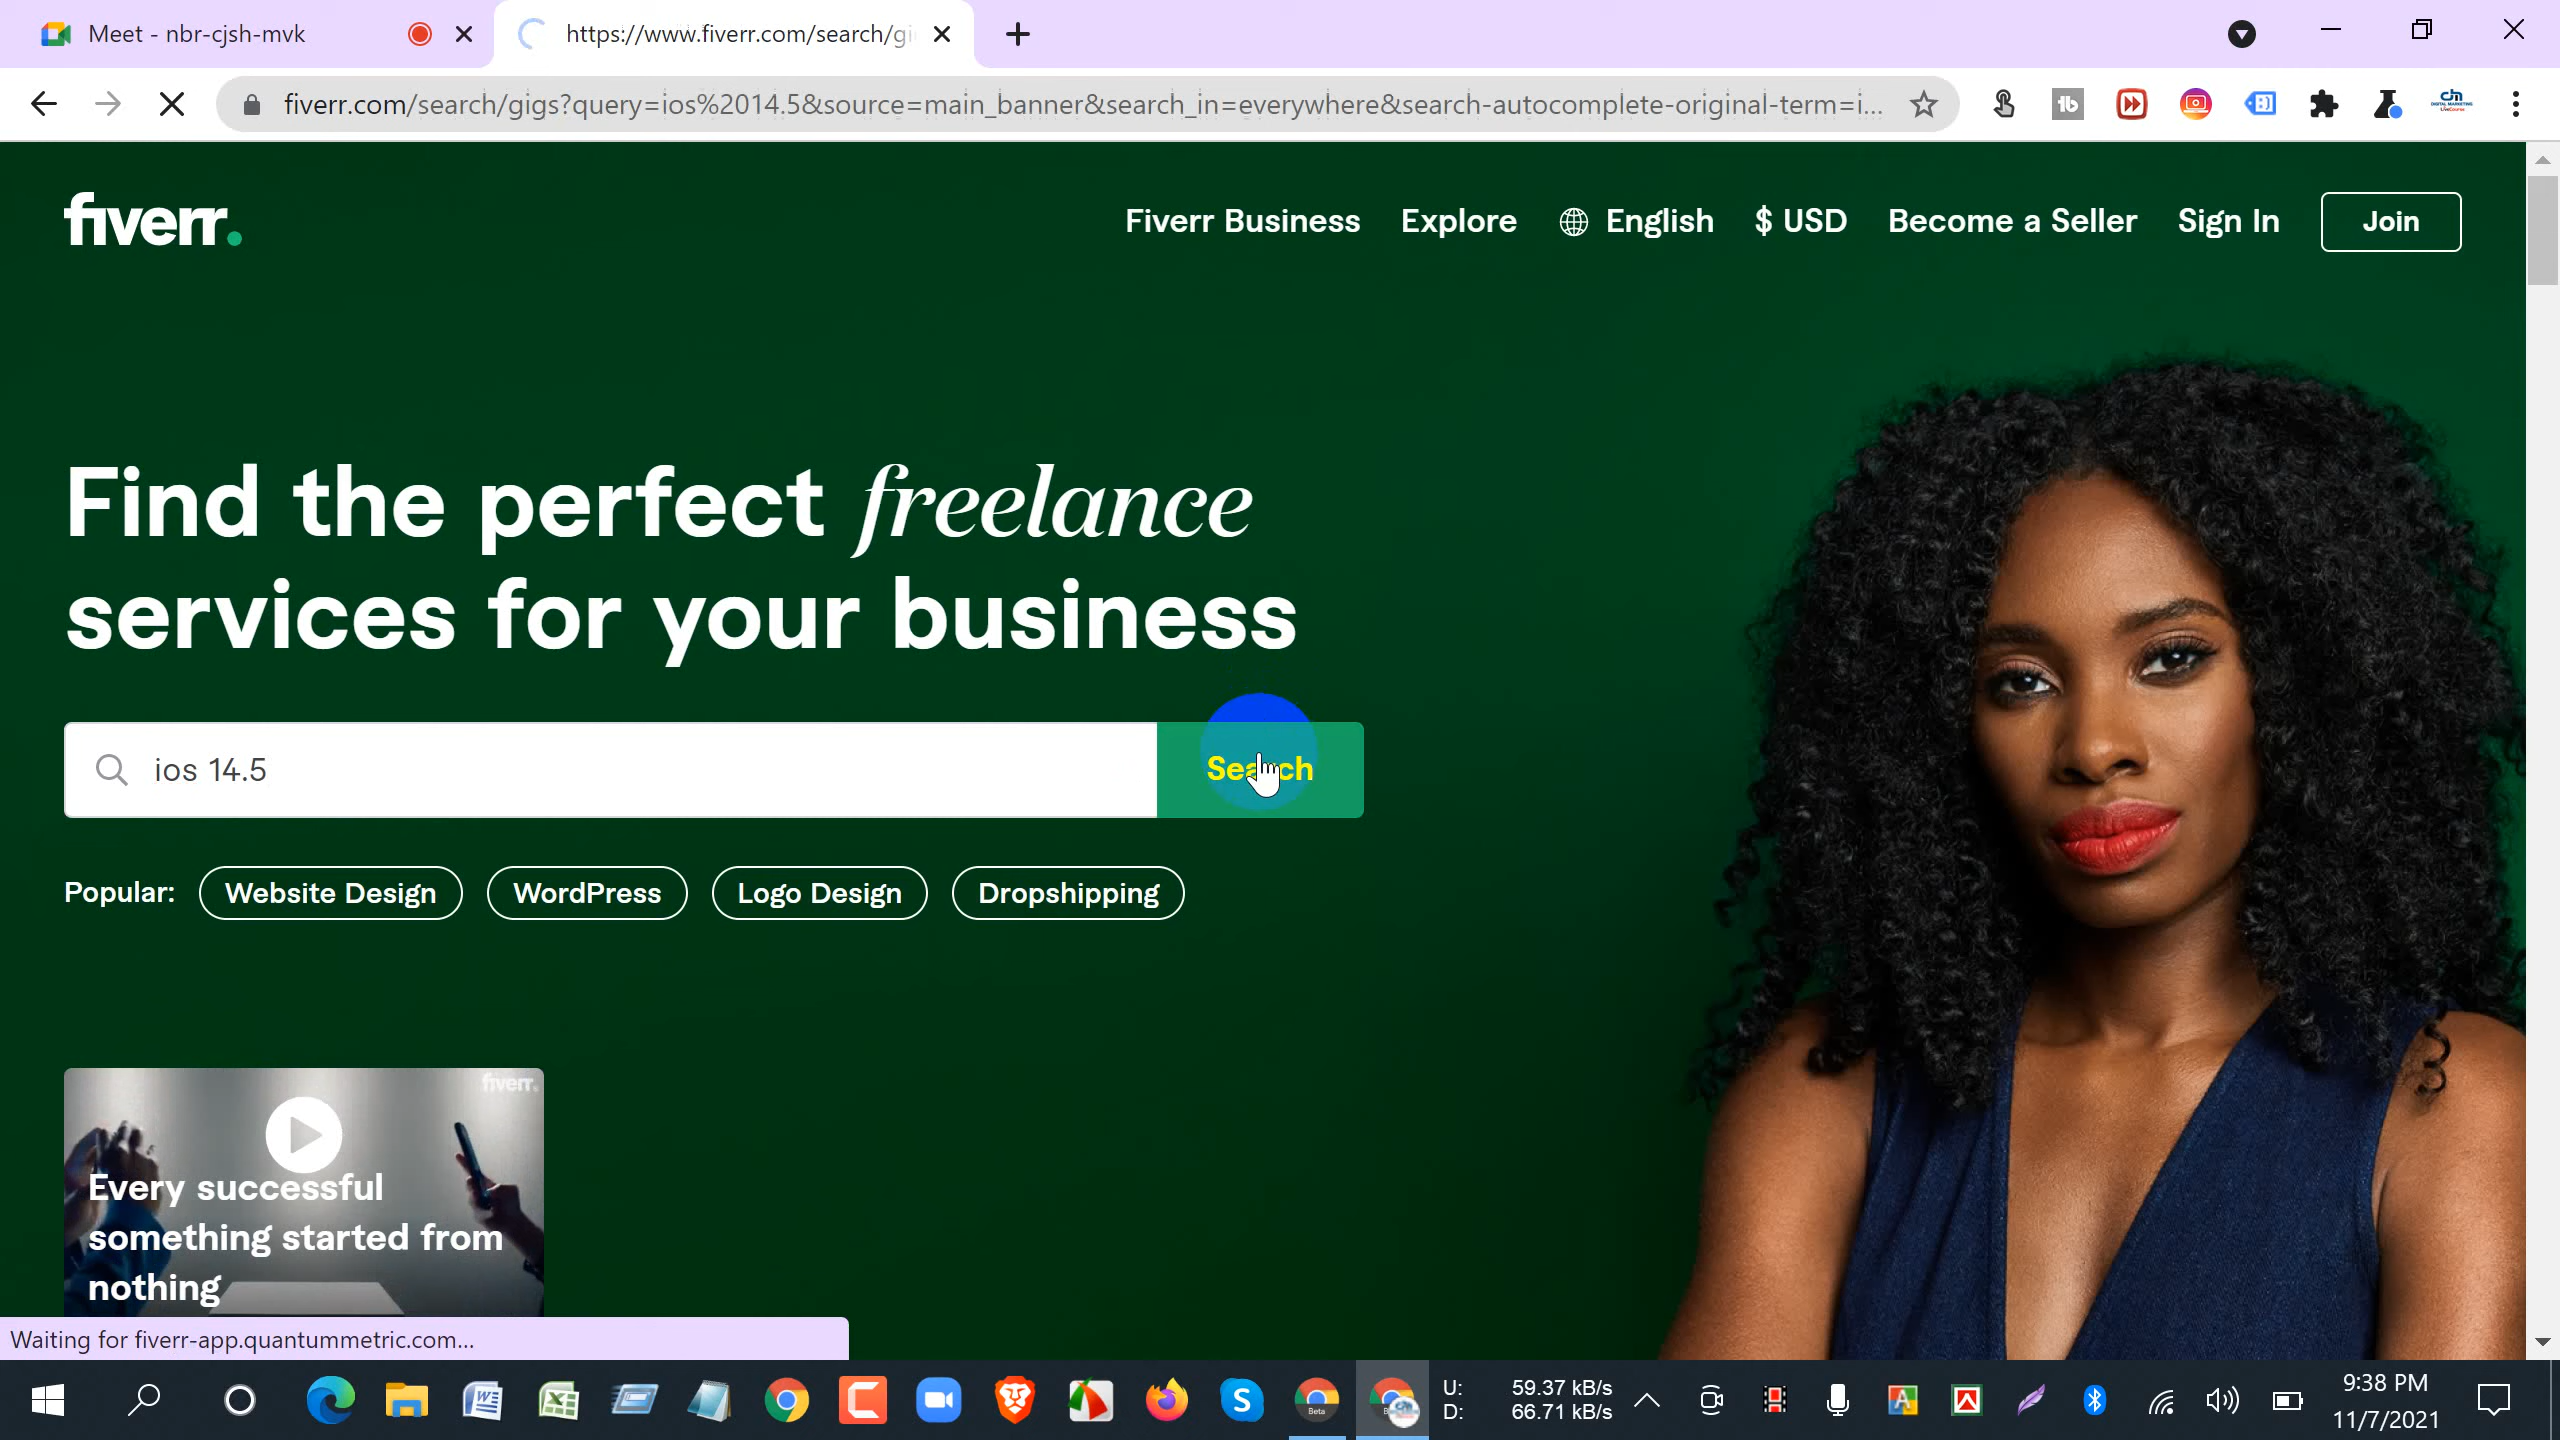 Meet - nbr-cjsh-mvk
https://www.fiverr.com/search/gi
fiverr.com/search/gigs?query=ios%2014.5&source=main_banner&search_in=everywhere&search-autocomplete-original-term=i...
fiverr.
Fiverr Business
Explore
English
$ USD
Become a Seller
Sign In
Join
Find the perfect freelance
services for your business
ios 14.5
Search
Popular:
Website Design
WordPress
Logo Design
Dropshipping
fiverr.
Every successful
something started from
nothing
Waiting for fiverr-app.quantummetric.com...
U: 59.37 kB/s
D: 66.71 kB/s
9:38 PM
11/7/2021